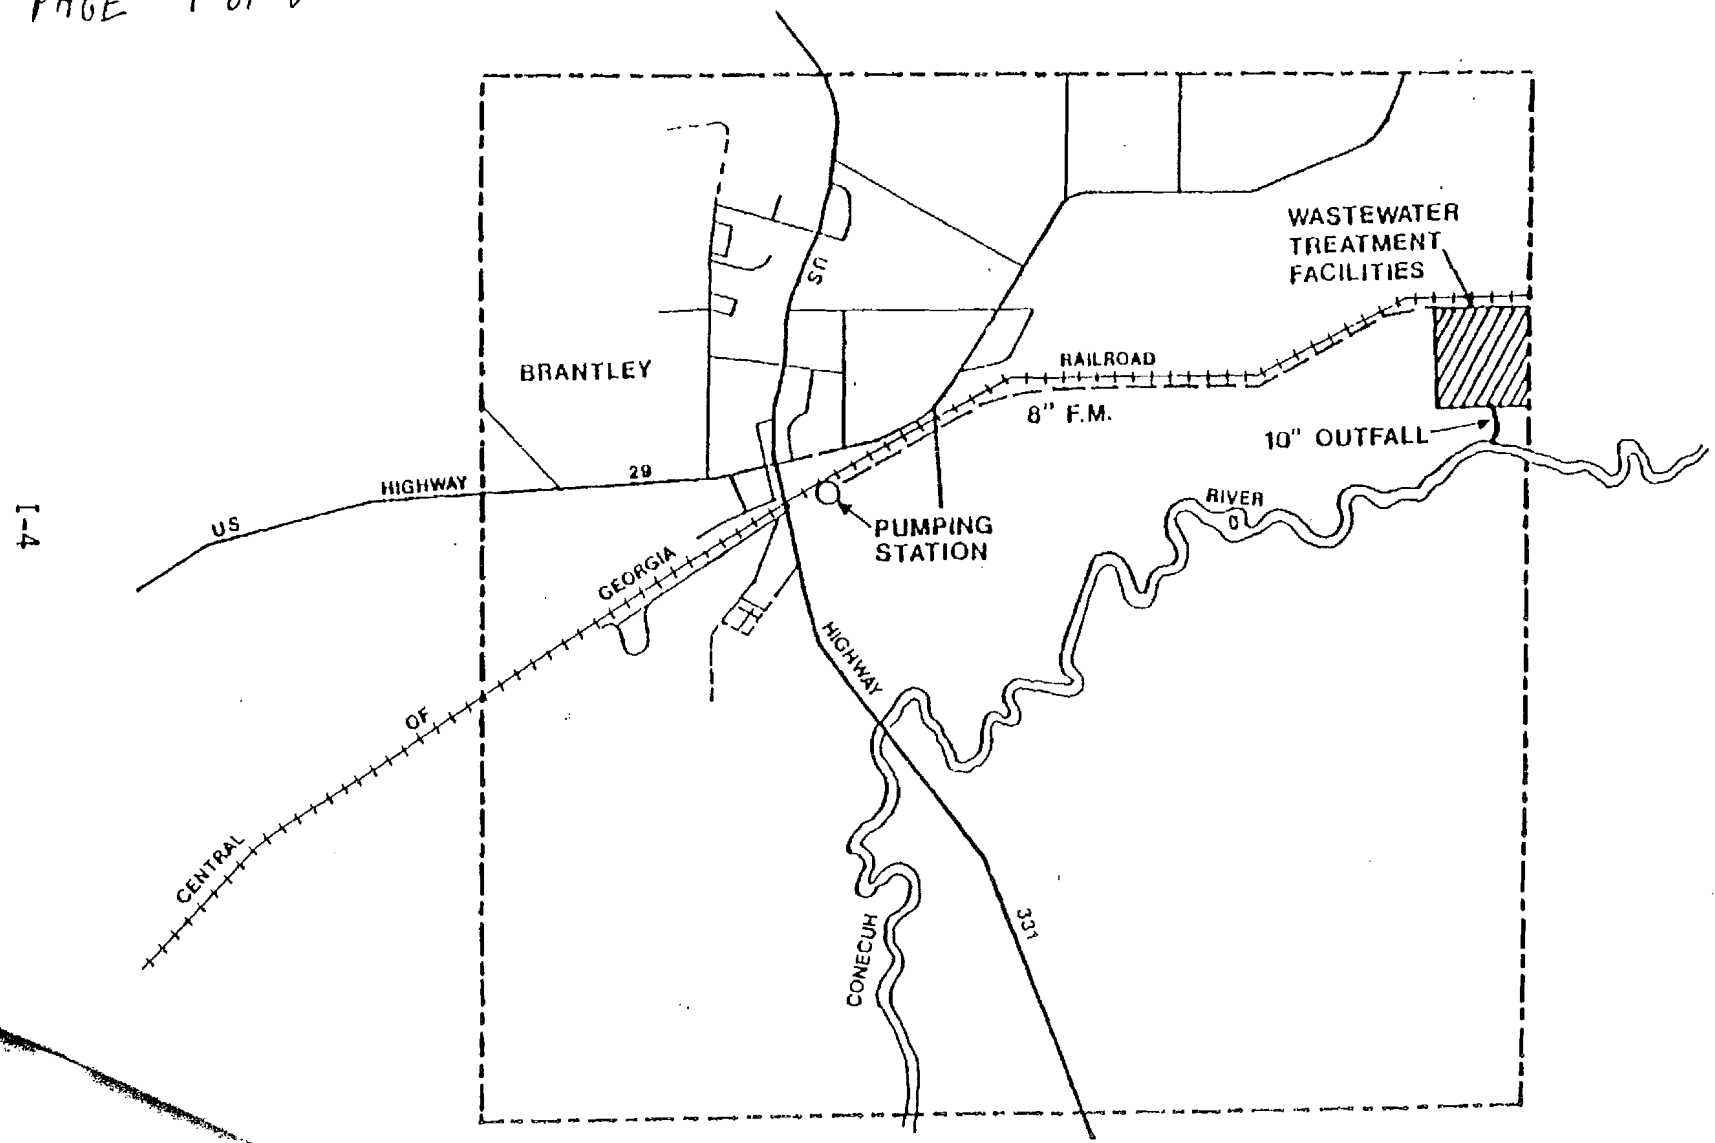 PAGE
WASTEWATER
TREATMENT
FACILITIES
US
BRANTLEY
RAILROAD
8" F.M.
10" OUTFALL
HIGHWAY 29
US
RIVER
PUMPING
STATION
I-4
GEORGIA
HIGHWAY
OF
CENTRAL
331
CONECUH